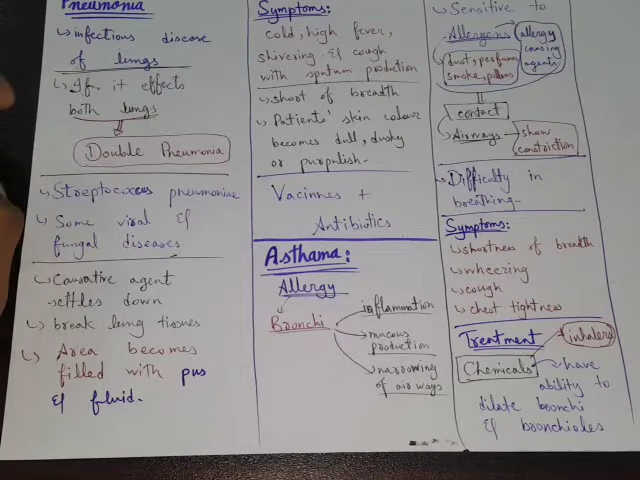 Pneumonia
infectious disease
of lungs
If it effects
both lungs
Double Pneumonia
Streptococcus pneumoniae
Some viral &
fungal diseases
Causative agent
settles down
break lung tissues
Area becomes
filled with pus
& fluid.
Symptoms:
cold, high fever,
shivering & cough
with sputum production
short of breadth
Patients' skin colour
becomes dull, dusky
or purplish.
Vacinnes +
Antibiotics
Asthama:
Allergy
Bronchi
inflammation
mucous
production
narrowing
of air ways
Sensitive to
Allergens
allergy
causing
agents
dust, perfume
smoke, pollens
contact
Airways
show
constriction
Difficulty in
breathing.
Symptoms:
shortness of breadth
wheezing
cough
chest tightness
Treatment
inhalers
Chemicals
have
ability to
dilate bronchi
& bronchioles